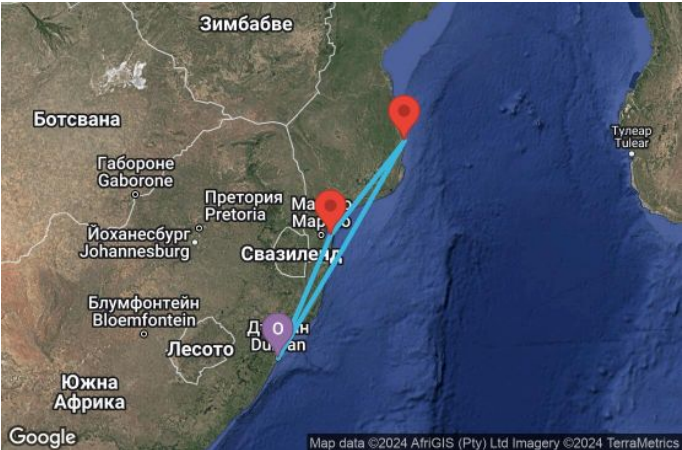 Зимбабве
Ботсвана
Тулеар
Tulear
Габороне
Gaborone
Претория
Pretoria
Йоханесбург
Johannesburg
Свазиленд
Блумфонтейн
Bloemfontein
O
Лесото
Южна
Африка
Google
Map data ©2024 AfriGIS (Pty) Ltd Imagery ©2024 TerraMetrics